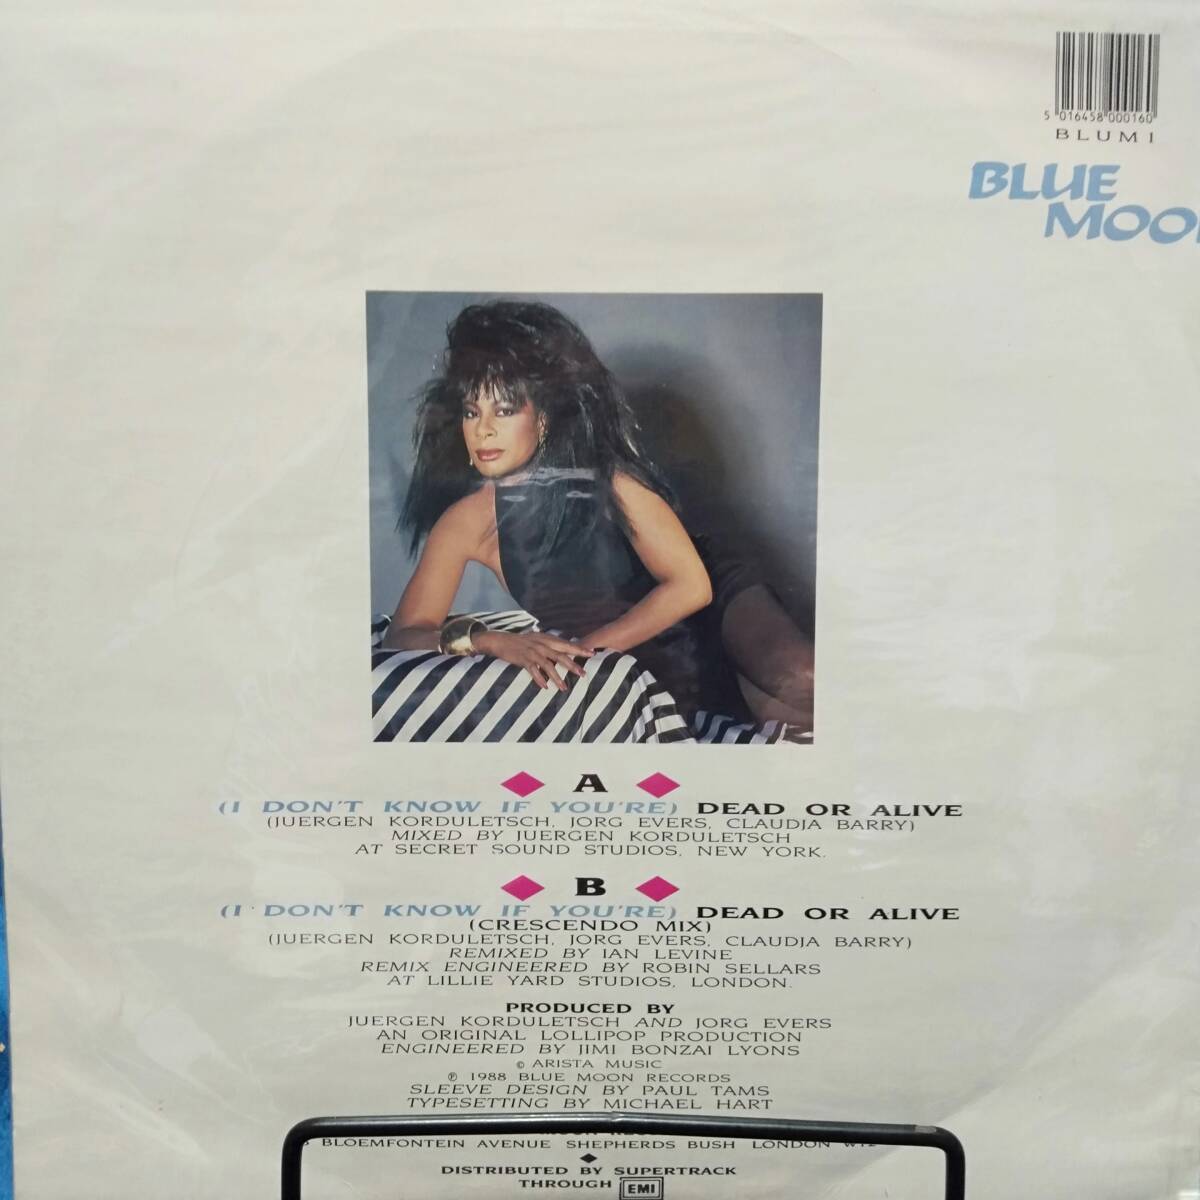 5 016458 000160
BLUM1
BLUE
MOO
A
(I DON'T KNOW IF YOU'RE) DEAD OR ALIVE
(JUERGEN KORDULETSCH, JORG EVERS, CLAUDJA BARRY)
MIXED BY JUERGEN KORDULETSCH
AT SECRET SOUND STUDIOS, NEW YORK.
B
(I DON'T KNOW IF YOU'RE) DEAD OR ALIVE
(CRESCENDO MIX)
(JUERGEN KORDULETSCH, JORG EVERS, CLAUDJA BARRY)
REMIXED BY IAN LEVINE
REMIX ENGINEERED BY ROBIN SELLARS
AT LILLIE YARD STUDIOS, LONDON.
PRODUCED BY
JUERGEN KORDULETSCH AND JORG EVERS
AN ORIGINAL LOLLIPOP PRODUCTION
ENGINEERED BY JIMI BONZAI LYONS
© ARISTA MUSIC
℗ 1988 BLUE MOON RECORDS
SLEEVE DESIGN BY PAUL TAMS
TYPESETTING BY MICHAEL HART
BLOEMFONTEIN AVENUE SHEPHERDS BUSH LONDON W12
DISTRIBUTED BY SUPERTRACK
THROUGH EMI